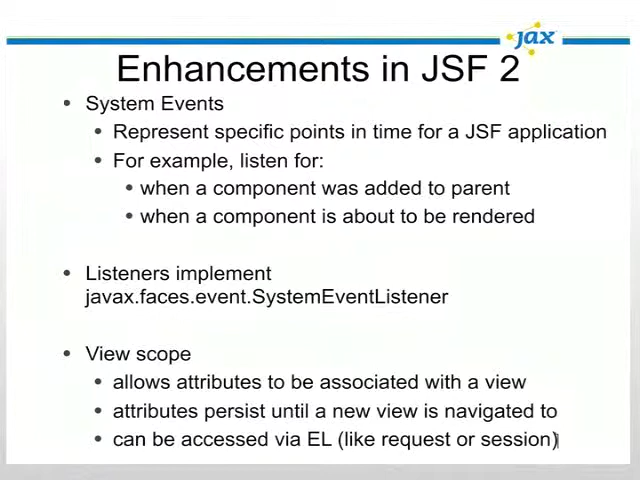 jax
Enhancements in JSF 2
• System Events
• Represent specific points in time for a JSF application
• For example, listen for:
• when a component was added to parent
• when a component is about to be rendered
• Listeners implement
javax.faces.event.SystemEventListener
• View scope
• allows attributes to be associated with a view
• attributes persist until a new view is navigated to
• can be accessed via EL (like request or session)